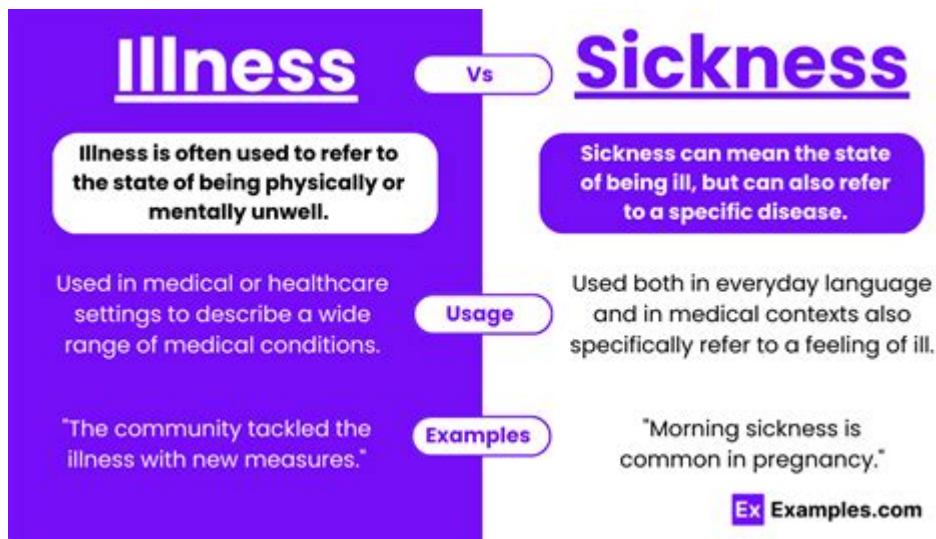 Illness
Vs
Sickness
Illness is often used to refer to
the state of being physically or
mentally unwell.
Sickness can mean the state
of being ill, but can also refer
to a specific disease.
Used in medical or healthcare
settings to describe a wide
range of medical conditions.
Usage
Used both in everyday language
and in medical contexts also
specifically refer to a feeling of ill.
"The community tackled the
illness with new measures."
Examples
"Morning sickness is
common in pregnancy."
Ex Examples.com